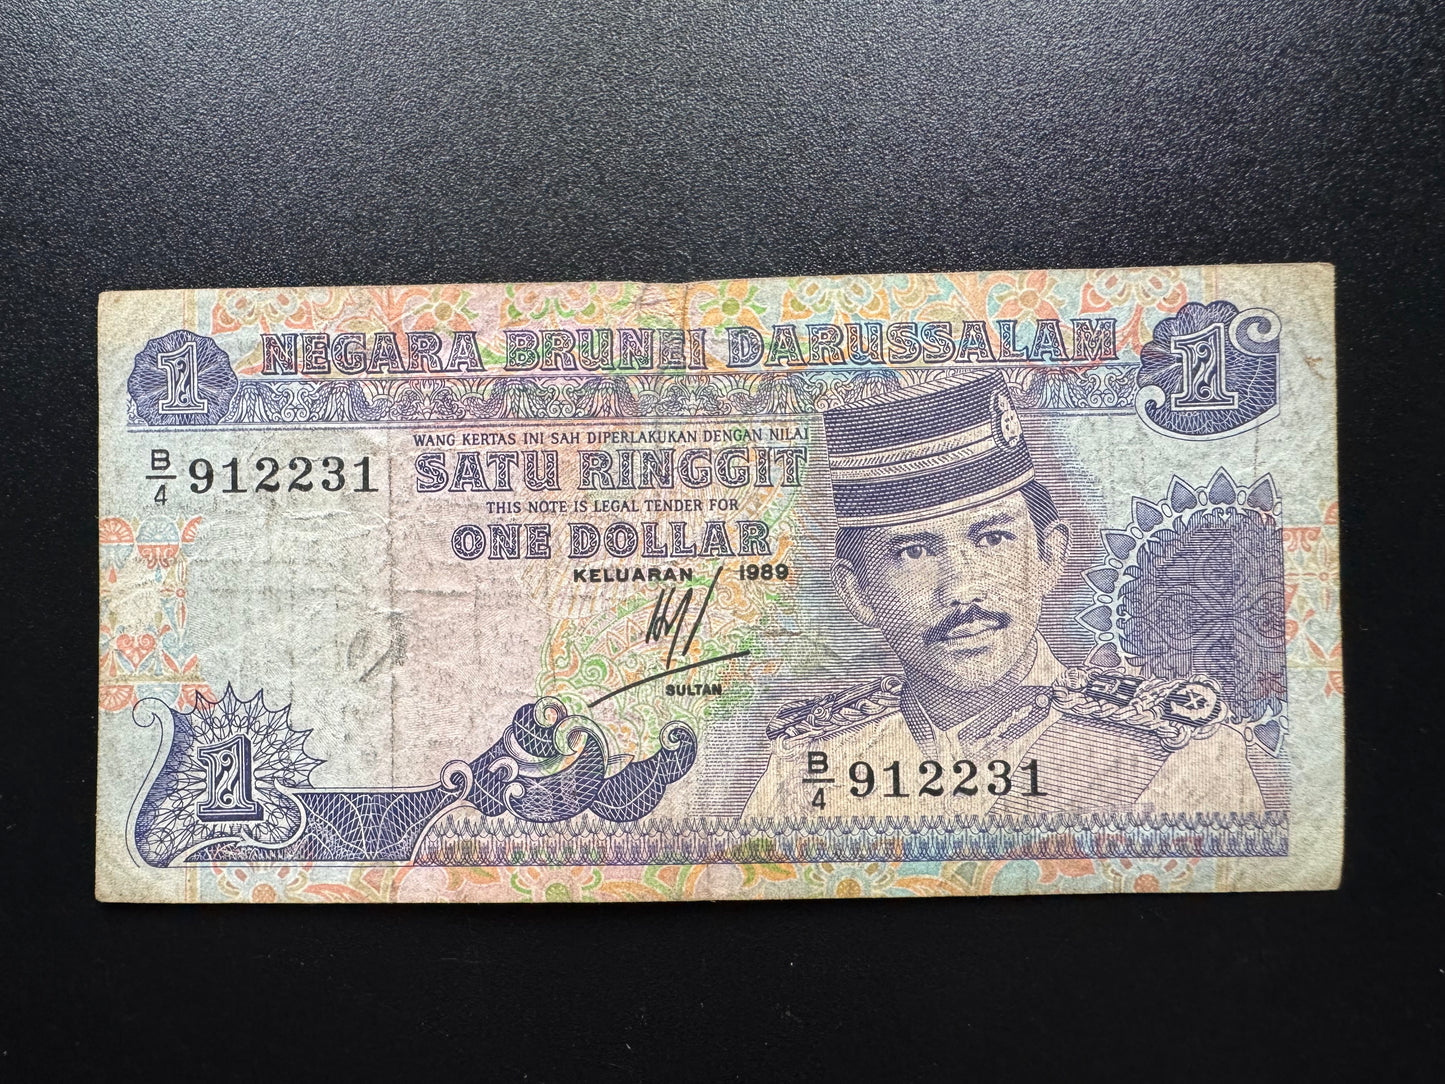 1 NEGARA BRUNEI DARUSSALAM 1
WANG KERTAS INI SAH DIPERLAKUKAN DENGAN NILAI
B/4 912231
SATU RINGGIT
THIS NOTE IS LEGAL TENDER FOR
ONE DOLLAR
KELUARAN 1989
SULTAN
1
B/4 912231